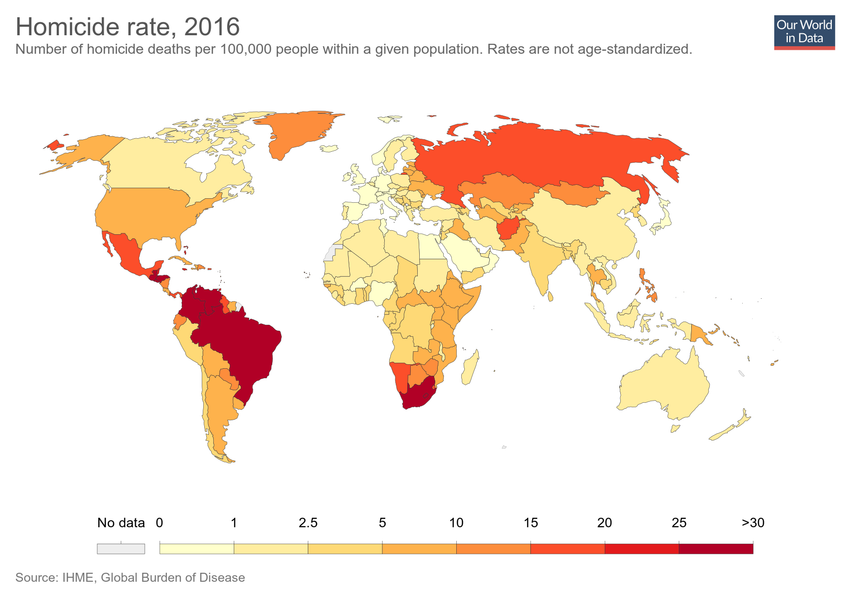 Homicide rate, 2016
Number of homicide deaths per 100,000 people within a given population. Rates are not age-standardized.
Our World
in Data
No data 0 1 2.5 5 10 15 20 25 >30
Source: IHME, Global Burden of Disease